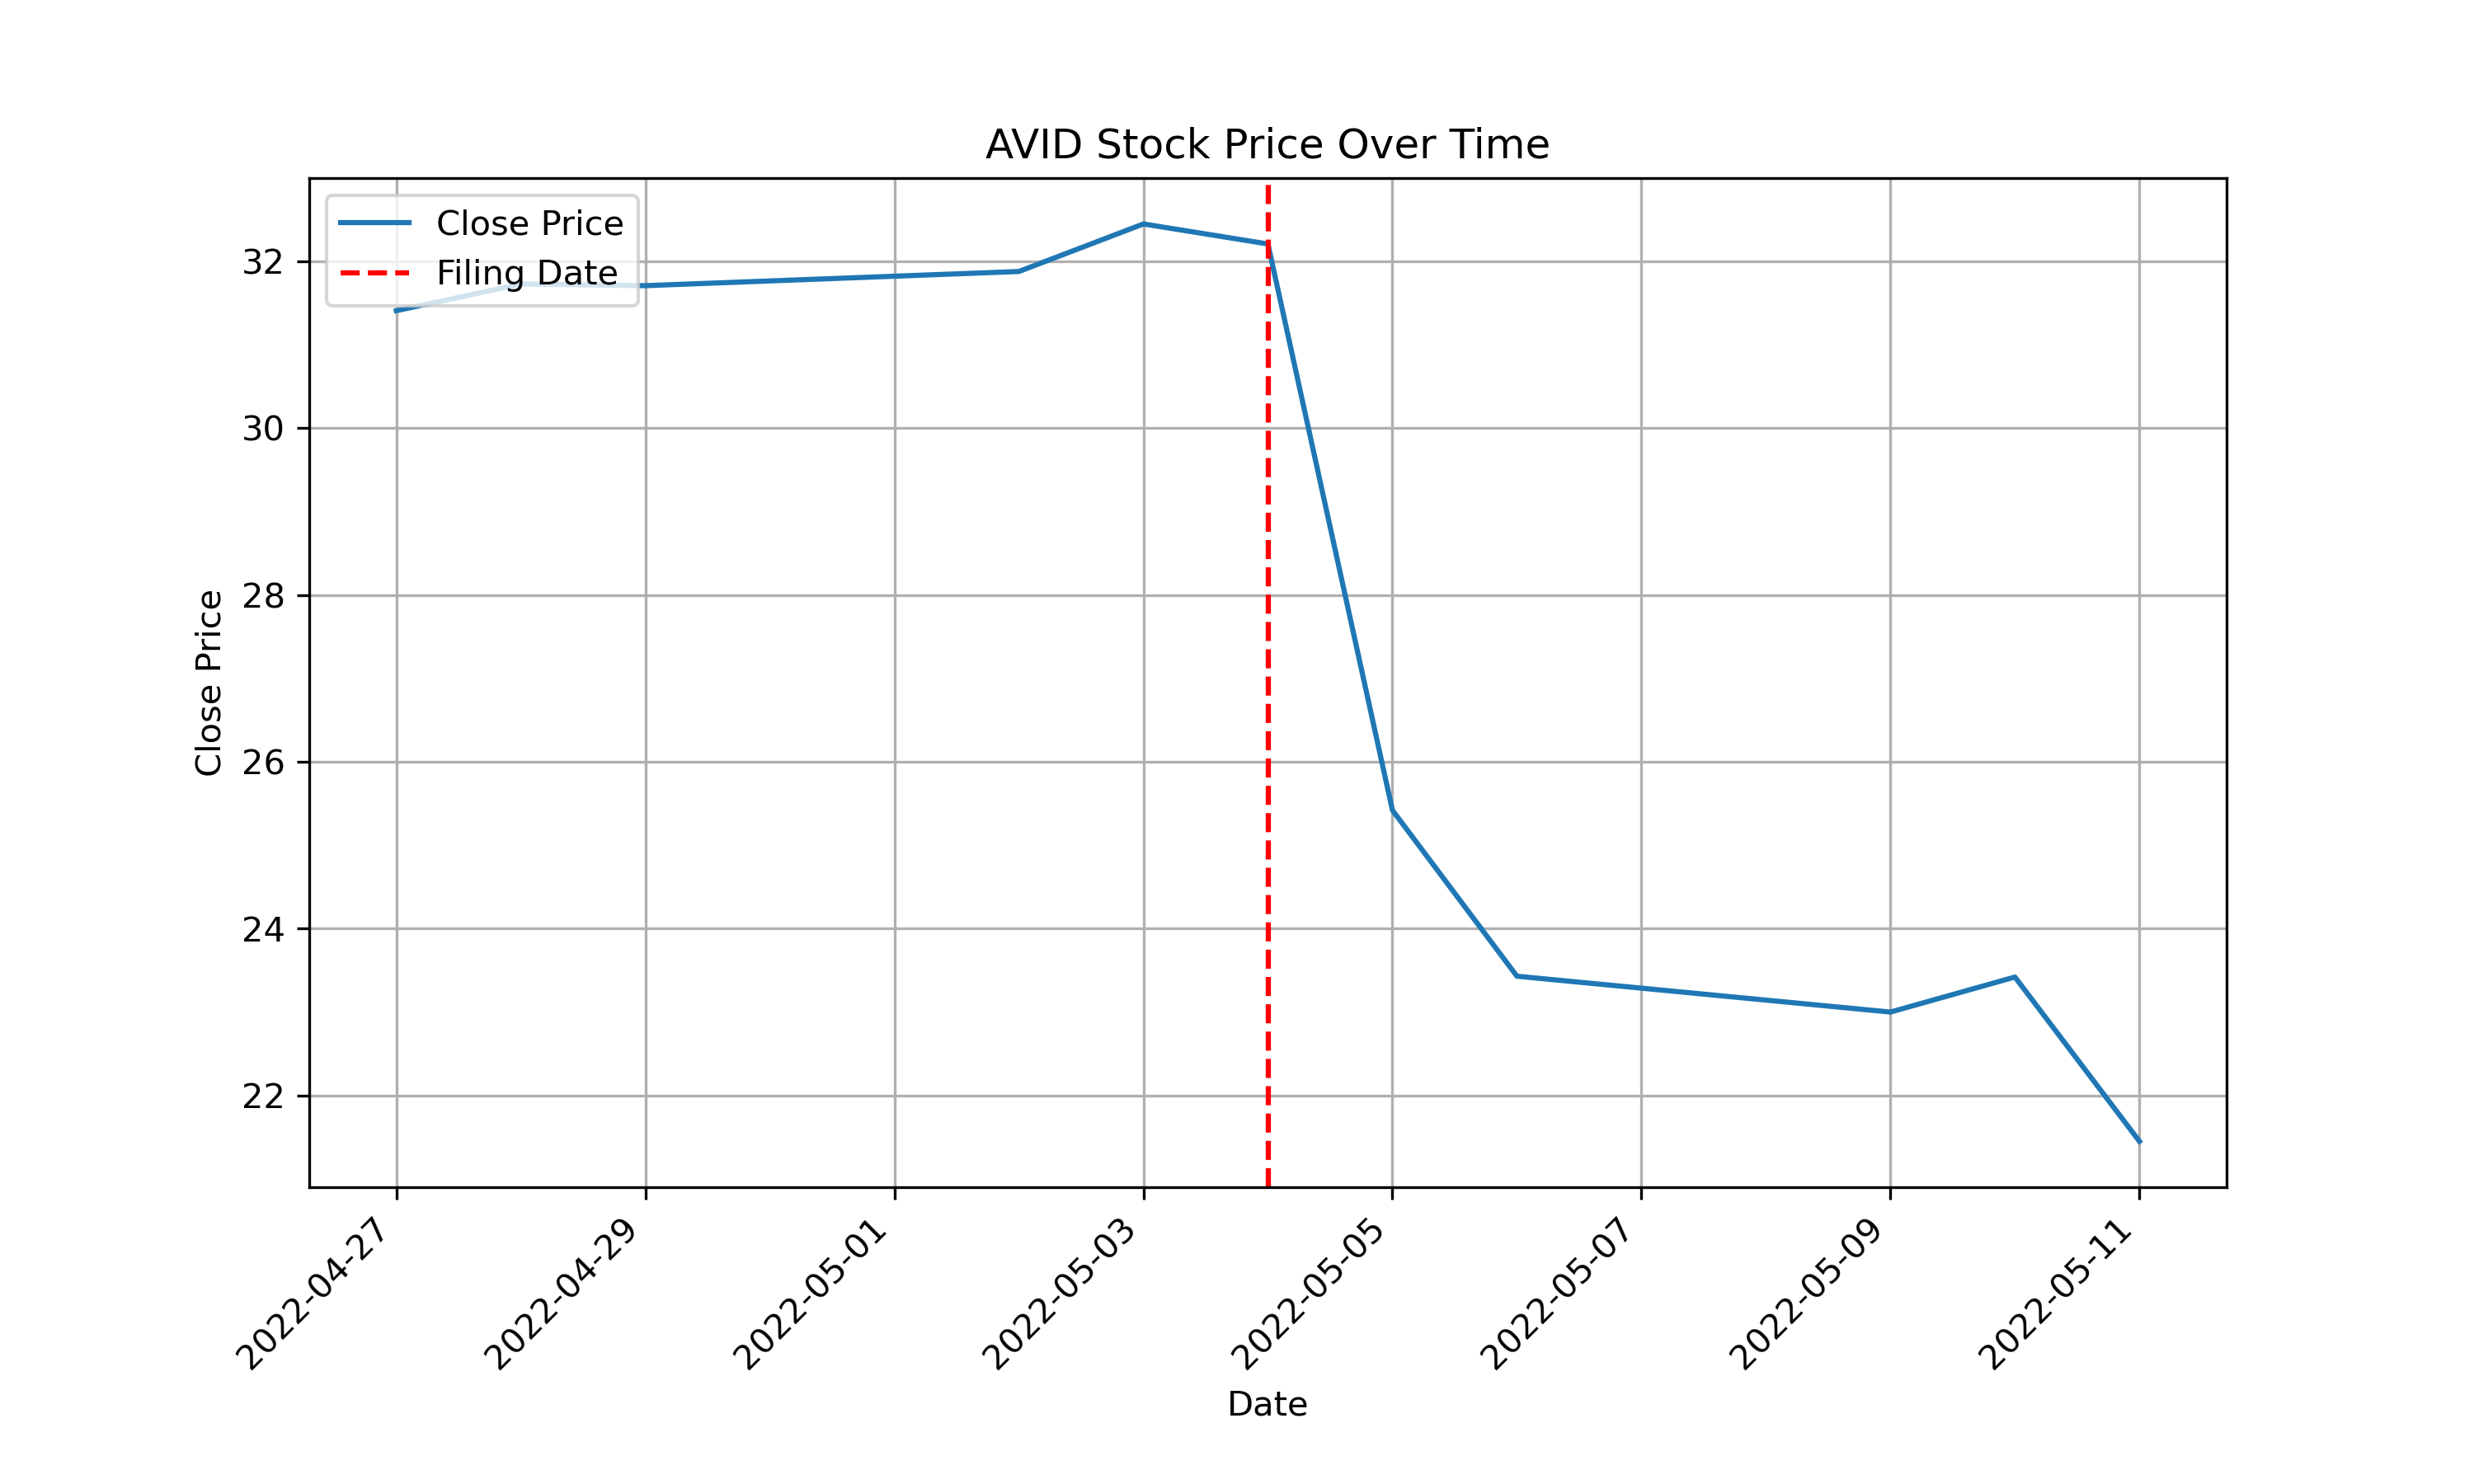 AVID Stock Price Over Time
Close Price
Filing Date
32
30
28
26
24
22
Close Price
2022-04-27
2022-04-29
2022-05-01
2022-05-03
2022-05-05
2022-05-07
2022-05-09
2022-05-11
Date